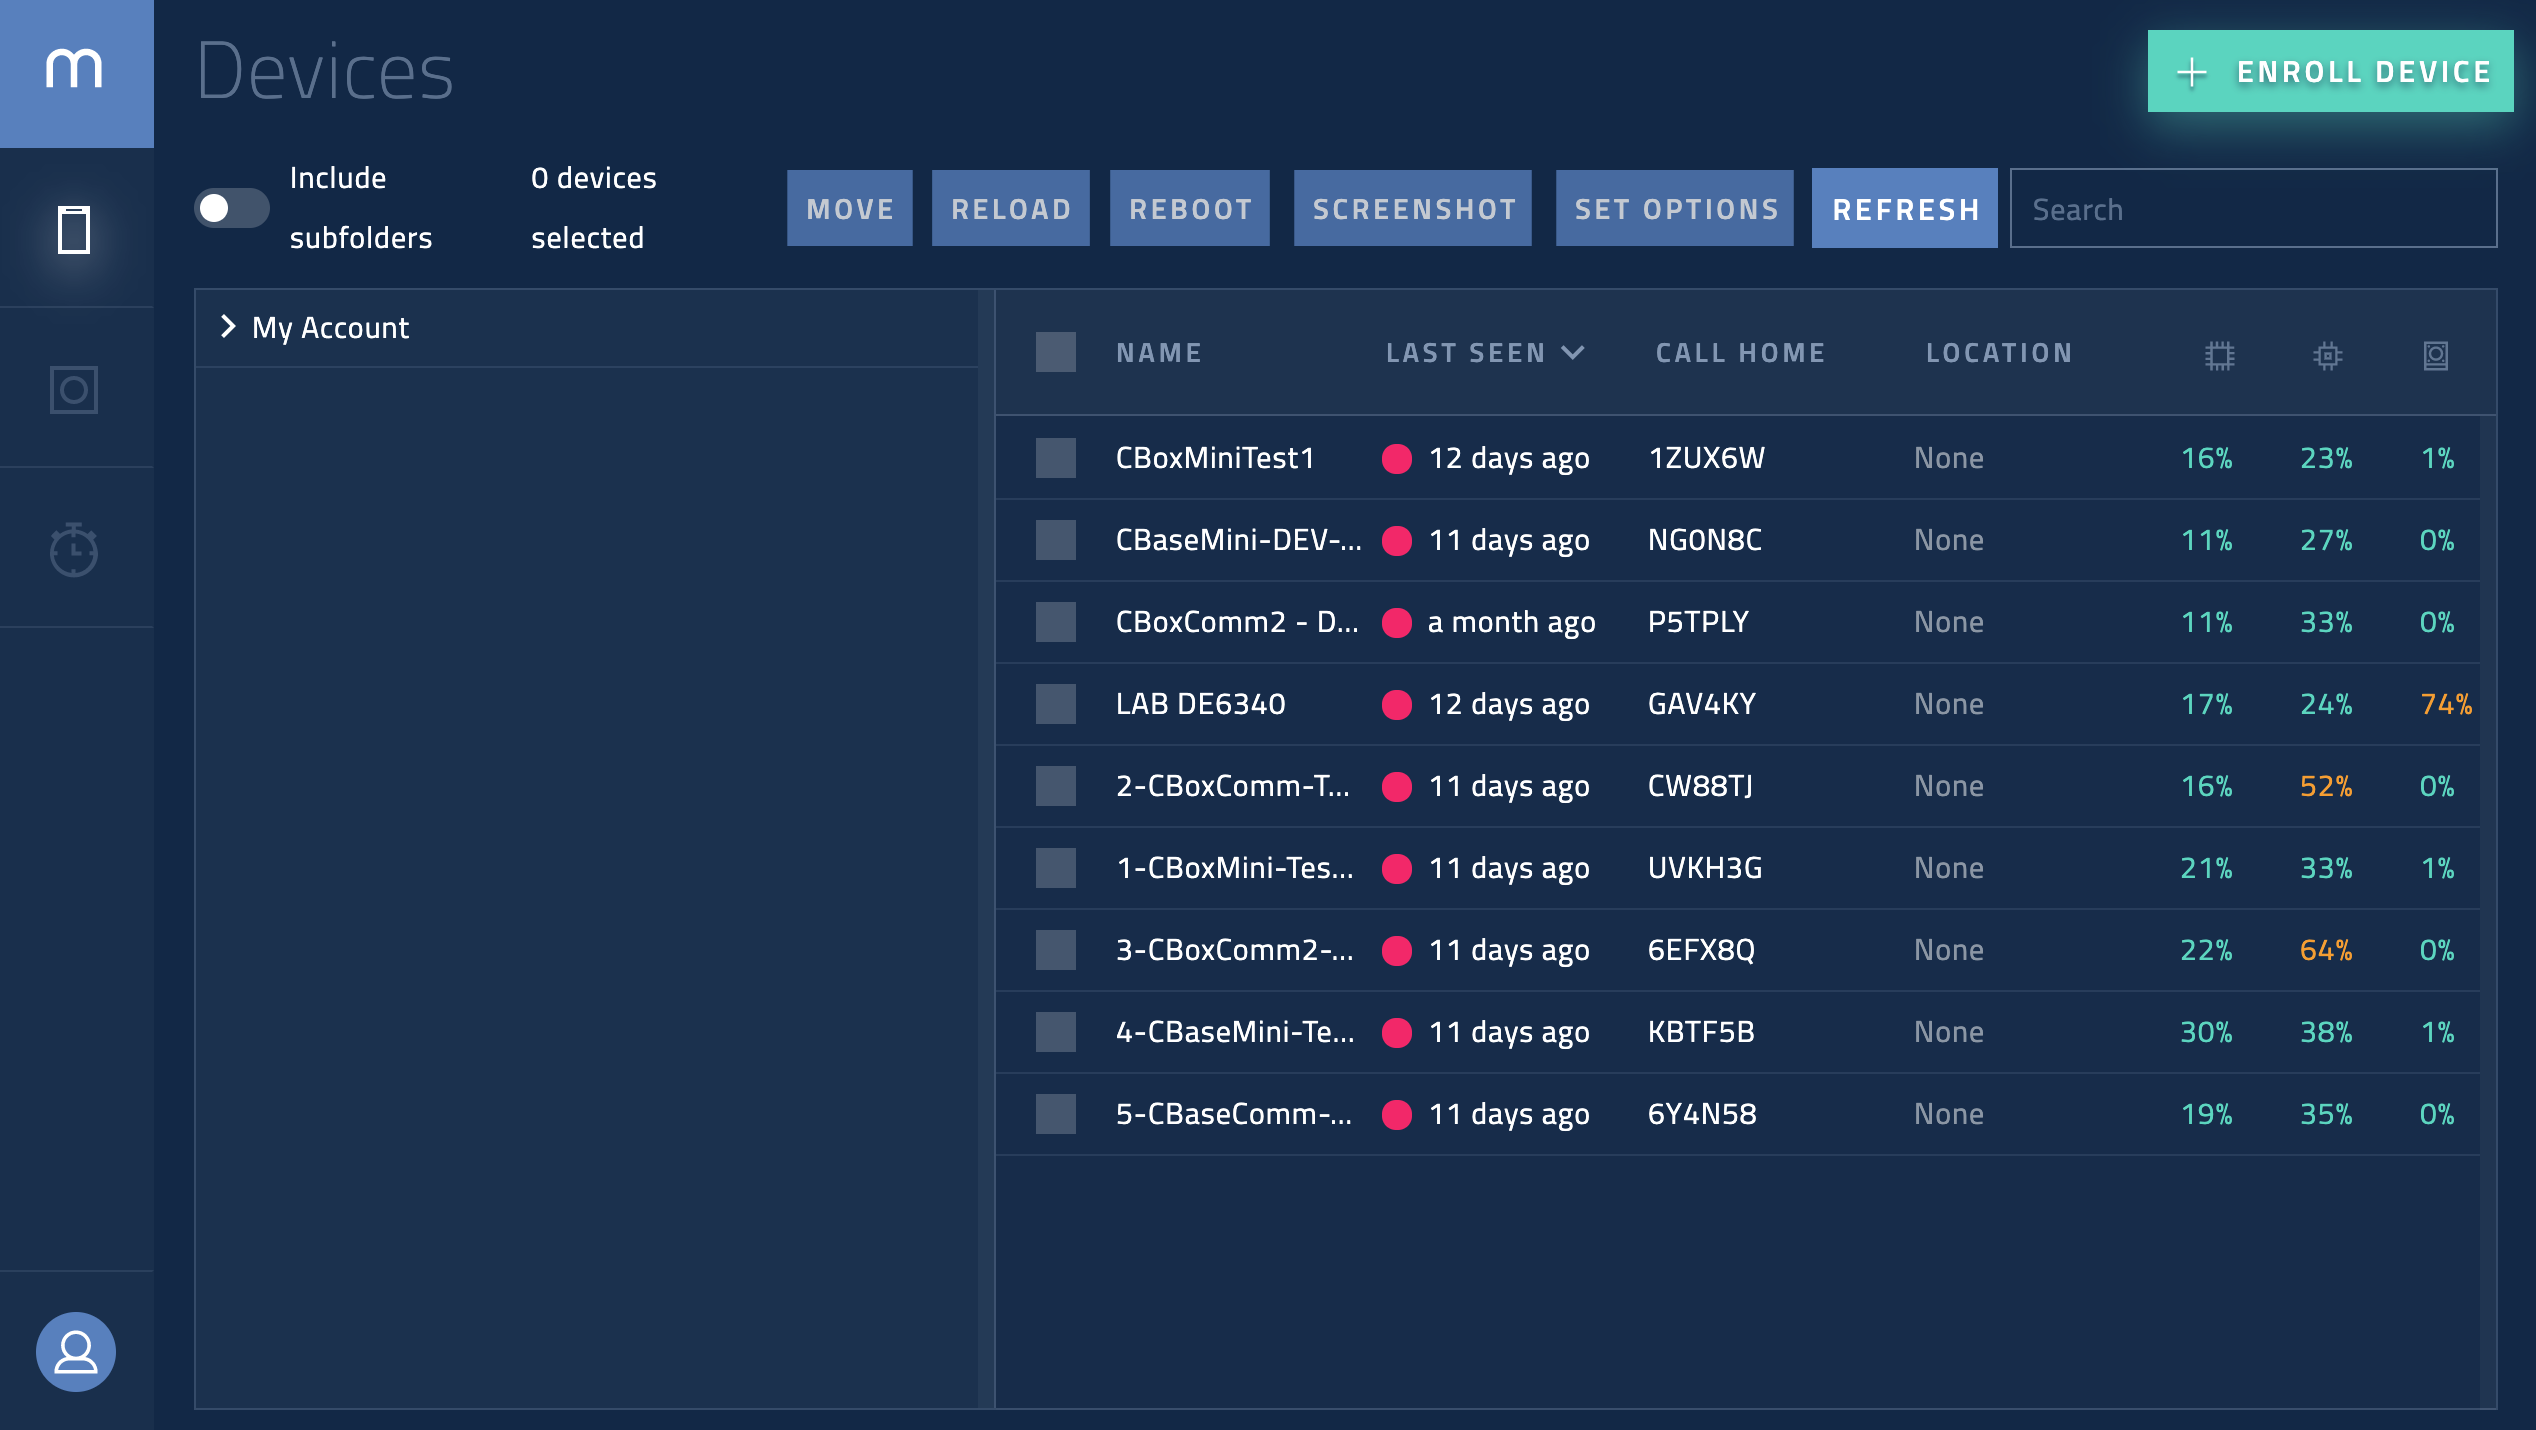 m
Devices
+ ENROLL DEVICE
Include
subfolders
0 devices
selected
MOVE
RELOAD
REBOOT
SCREENSHOT
SET OPTIONS
REFRESH
Search
My Account
NAME LAST SEEN CALL HOME LOCATION
CBoxMiniTest1 12 days ago 1ZUX6W None 16% 23% 1%
CBaseMini-DEV-... 11 days ago NG0N8C None 11% 27% 0%
CBoxComm2 - D... a month ago P5TPLY None 11% 33% 0%
LAB DE6340 12 days ago GAV4KY None 17% 24% 74%
2-CBoxComm-T... 11 days ago CW88TJ None 16% 52% 0%
1-CBoxMini-Tes... 11 days ago UVKH3G None 21% 33% 1%
3-CBoxComm2-... 11 days ago 6EFX8Q None 22% 64% 0%
4-CBaseMini-Te... 11 days ago KBTF5B None 30% 38% 1%
5-CBaseComm-... 11 days ago 6Y4N58 None 19% 35% 0%